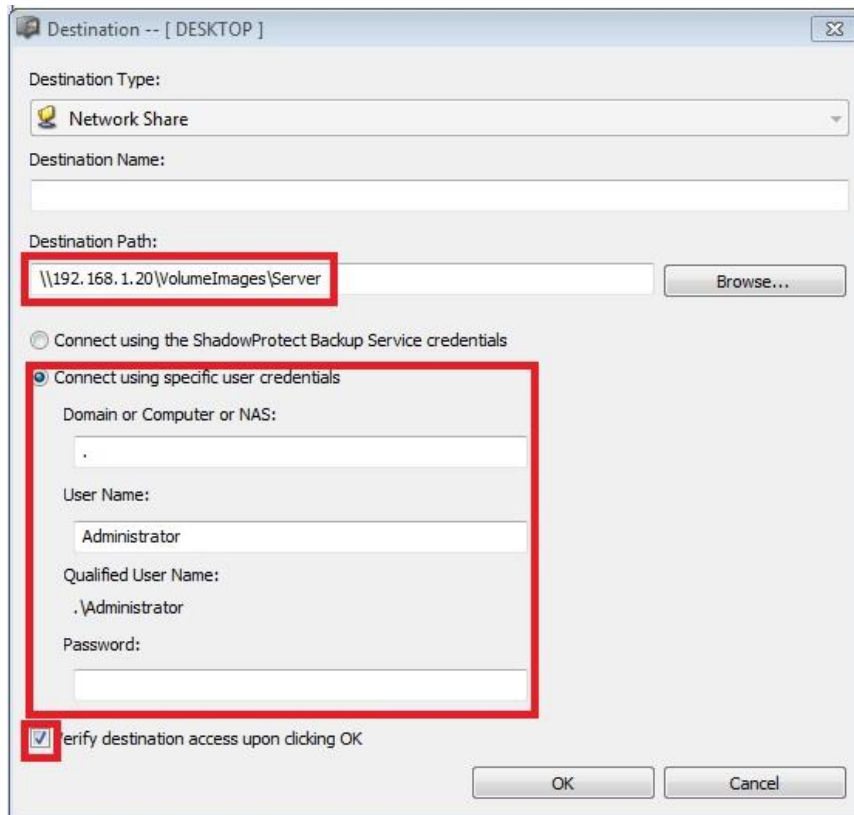 Destination -- [ DESKTOP ]
Destination Type:
Network Share
Destination Name:
Destination Path:
\\192.168.1.20\VolumeImages\Server
Browse...
Connect using the ShadowProtect Backup Service credentials
Connect using specific user credentials
Domain or Computer or NAS:
.
User Name:
Administrator
Qualified User Name:
.\Administrator
Password:
Verify destination access upon clicking OK
OK
Cancel